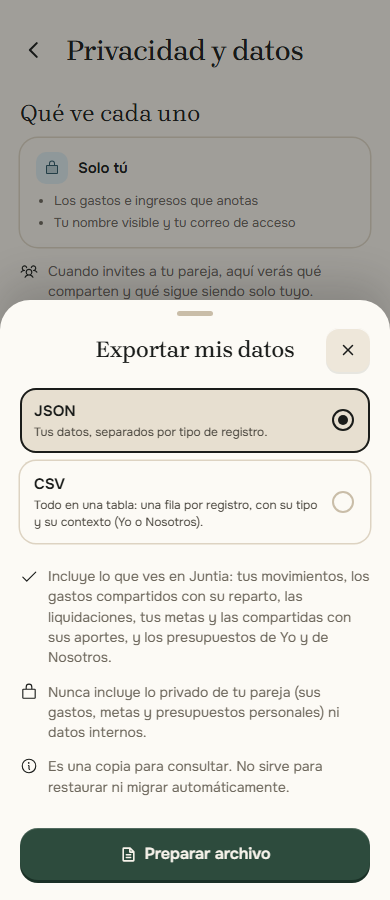 Privacidad y datos
Qué ve cada uno
Solo tú
• Los gastos e ingresos que anotas
• Tu nombre visible y tu correo de acceso
Cuando invites a tu pareja, aquí verás qué
comparten y qué sigue siendo solo tuyo.
Exportar mis datos
JSON
Tus datos, separados por tipo de registro.
CSV
Todo en una tabla: una fila por registro, con su tipo
y su contexto (Yo o Nosotros).
Incluye lo que ves en Juntia: tus movimientos, los
gastos compartidos con su reparto, las
liquidaciones, tus metas y las compartidas con
sus aportes, y los presupuestos de Yo y de
Nosotros.
Nunca incluye lo privado de tu pareja (sus
gastos, metas y presupuestos personales) ni
datos internos.
Es una copia para consultar. No sirve para
restaurar ni migrar automáticamente.
Preparar archivo